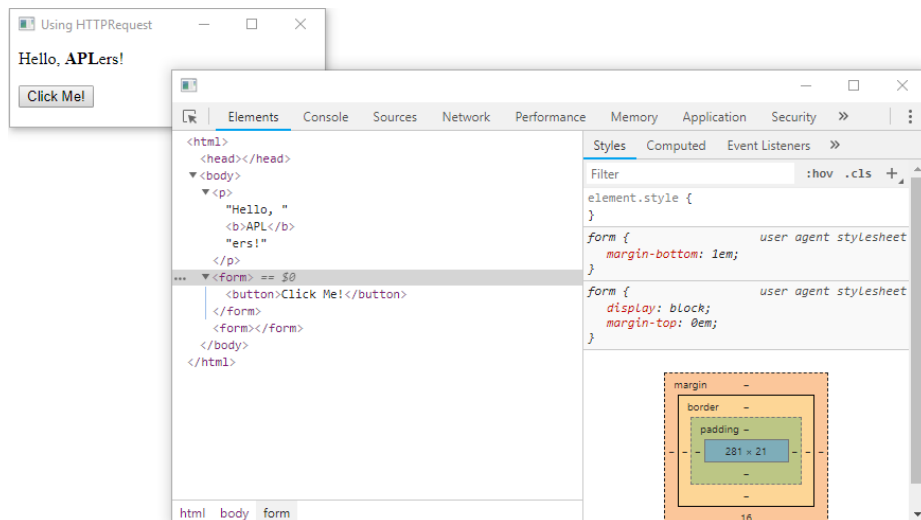 Using HTTPRequest
Hello, APLers!
Click Me!
Elements Console Sources Network Performance Memory Application Security »
<html>
<head></head>
▼<body>
▼<p>
"Hello, "
<b>APL</b>
"ers!"
</p>
... ▼<form> == $0
<button>Click Me!</button>
</form>
<form></form>
</body>
</html>
html body form
Styles Computed Event Listeners »
Filter :hov .cls +
element.style {
}
form { user agent stylesheet
margin-bottom: 1em;
}
form { user agent stylesheet
display: block;
margin-top: 0em;
}
margin –
border –
padding –
– – – 281 × 21 – – –
–
–
16